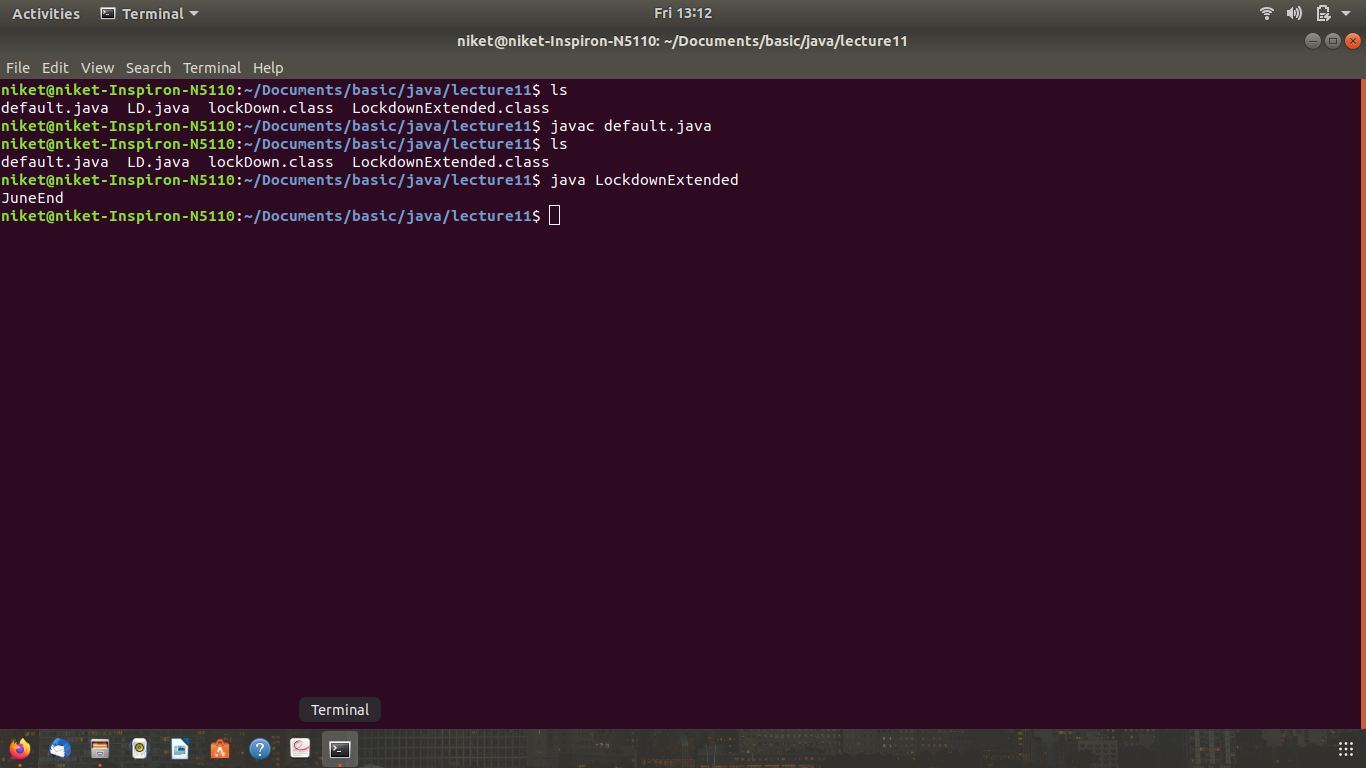 Activities Terminal Fri 13:12
niket@niket-Inspiron-N5110: ~/Documents/basic/java/lecture11
File Edit View Search Terminal Help
niket@niket-Inspiron-N5110:~/Documents/basic/java/lecture11$ ls
default.java LD.java lockDown.class LockdownExtended.class
niket@niket-Inspiron-N5110:~/Documents/basic/java/lecture11$ javac default.java
niket@niket-Inspiron-N5110:~/Documents/basic/java/lecture11$ ls
default.java LD.java lockDown.class LockdownExtended.class
niket@niket-Inspiron-N5110:~/Documents/basic/java/lecture11$ java LockdownExtended
JuneEnd
niket@niket-Inspiron-N5110:~/Documents/basic/java/lecture11$
Terminal